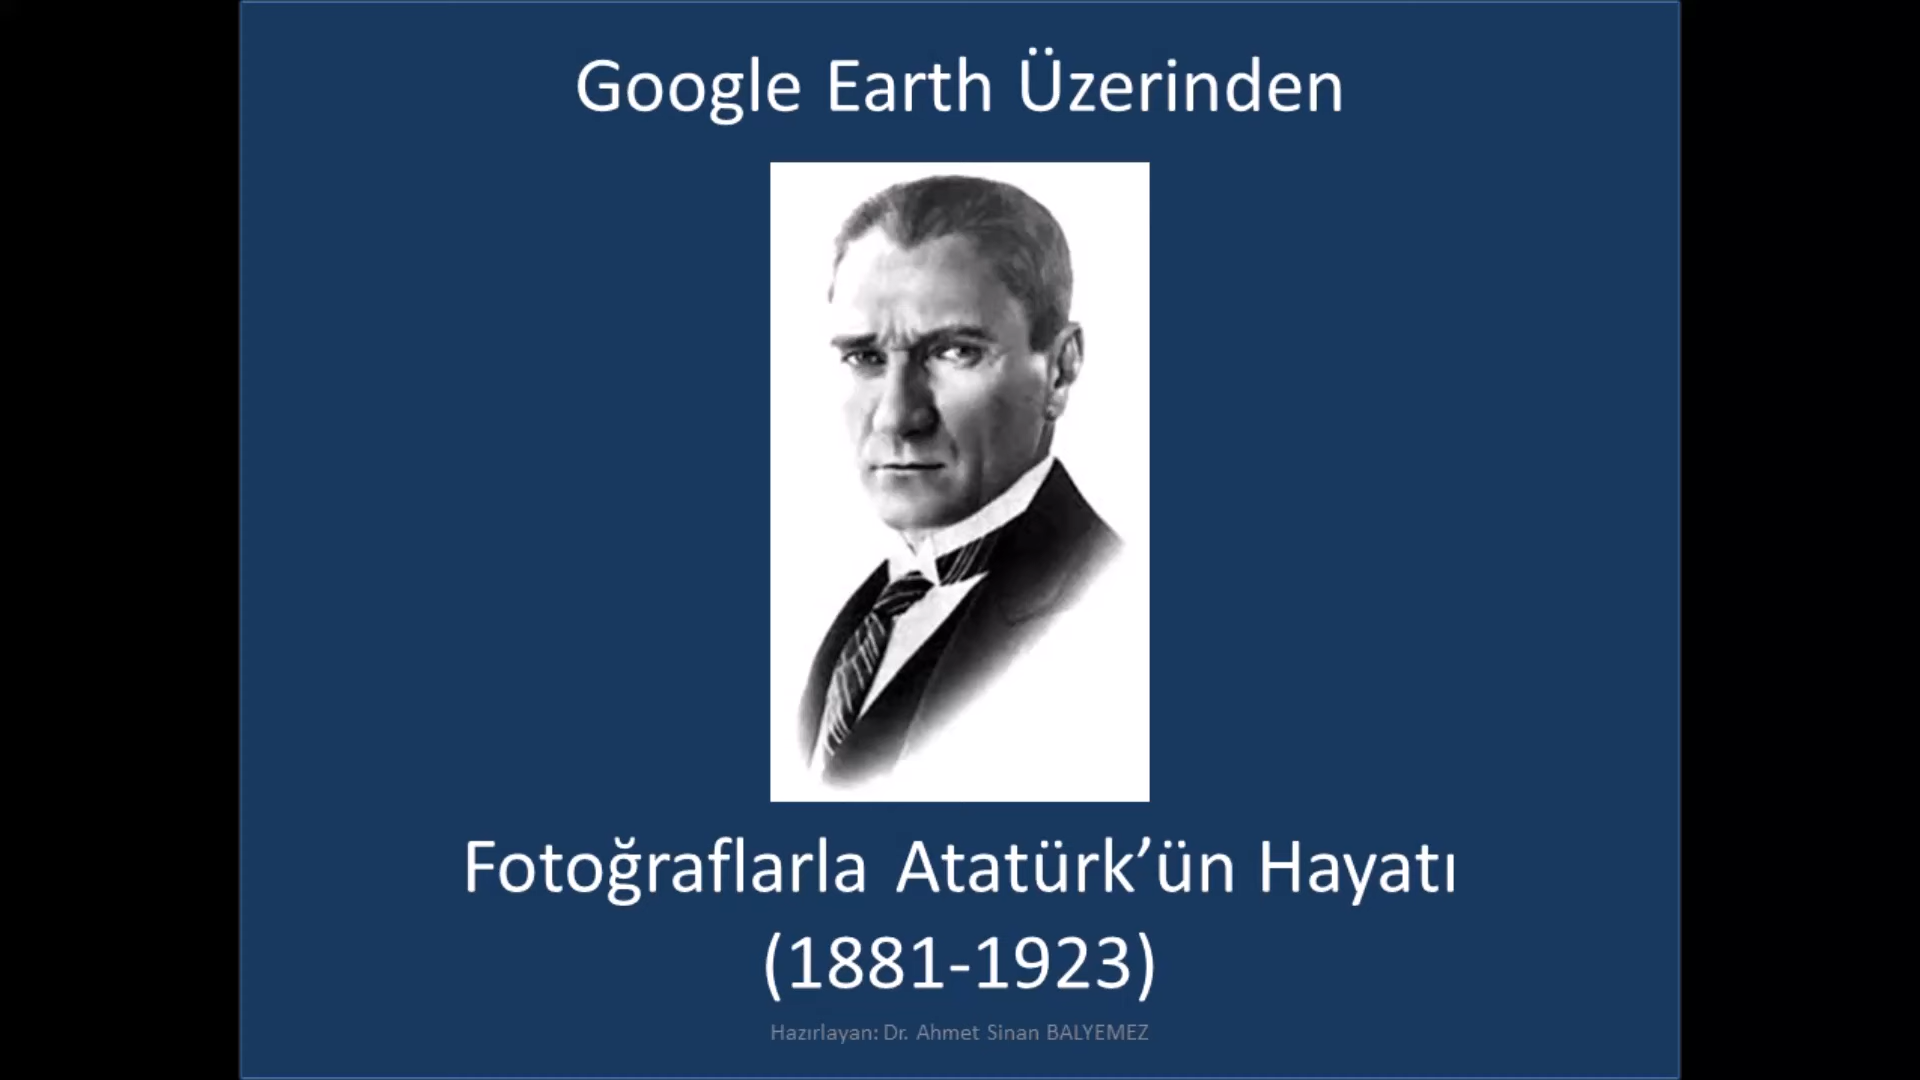 Google Earth Üzerinden
Fotoğraflarla Atatürk’ün Hayatı
(1881-1923)
Hazırlayan: Dr. Ahmet Sinan BALYEMEZ